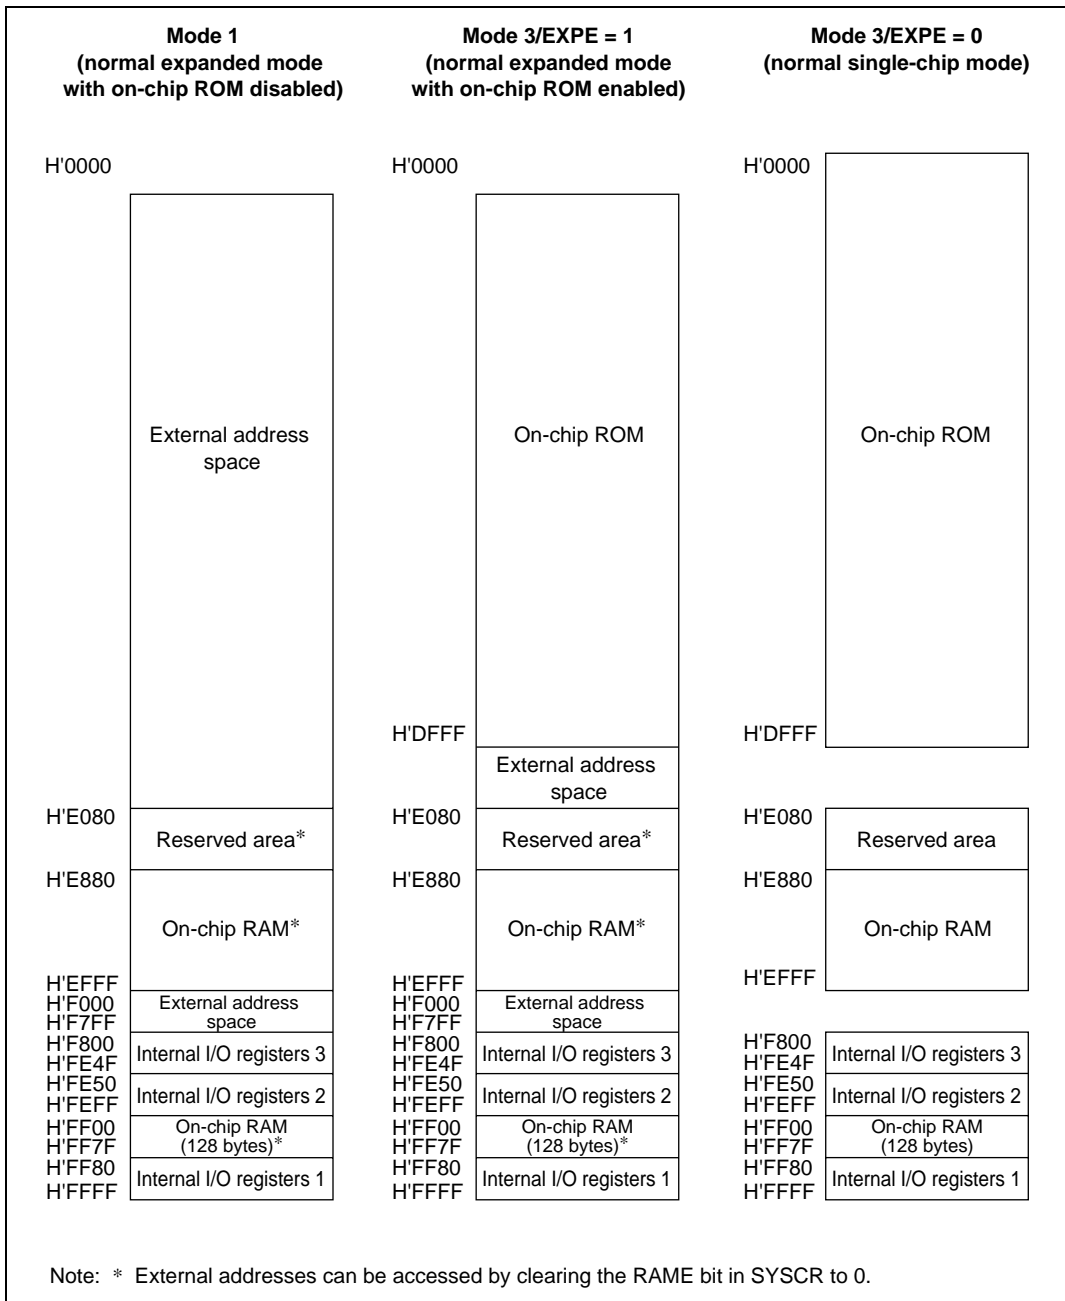 Mode 1
(normal expanded mode
with on-chip ROM disabled)
H'0000
External address
space
H'E080
Reserved area*
H'E880
On-chip RAM*
H'EFFF
H'F000
External address
space
H'F7FF
H'F800
Internal I/O registers 3
H'FE4F
H'FE50
Internal I/O registers 2
H'FEFF
H'FF00
On-chip RAM
(128 bytes)*
H'FF7F
H'FF80
Internal I/O registers 1
H'FFFF
Mode 3/EXPE = 1
(normal expanded mode
with on-chip ROM enabled)
H'0000
On-chip ROM
H'DFFF
External address
space
H'E080
Reserved area*
H'E880
On-chip RAM*
H'EFFF
H'F000
External address
space
H'F7FF
H'F800
Internal I/O registers 3
H'FE4F
H'FE50
Internal I/O registers 2
H'FEFF
H'FF00
On-chip RAM
(128 bytes)*
H'FF7F
H'FF80
Internal I/O registers 1
H'FFFF
Mode 3/EXPE = 0
(normal single-chip mode)
H'0000
On-chip ROM
H'DFFF
H'E080
Reserved area
H'E880
On-chip RAM
H'EFFF
H'F800
Internal I/O registers 3
H'FE4F
H'FE50
Internal I/O registers 2
H'FEFF
H'FF00
On-chip RAM
(128 bytes)
H'FF7F
H'FF80
Internal I/O registers 1
H'FFFF
Note: * External addresses can be accessed by clearing the RAME bit in SYSCR to 0.